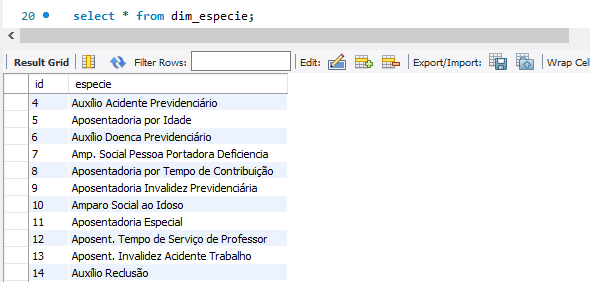 20 select * from dim_especie;
Result Grid Filter Rows: Edit: Export/Import: Wrap Cel
id especie
4 Auxílio Acidente Previdenciário
5 Aposentadoria por Idade
6 Auxílio Doenca Previdenciário
7 Amp. Social Pessoa Portadora Deficiencia
8 Aposentadoria por Tempo de Contribuição
9 Aposentadoria Invalidez Previdenciária
10 Amparo Social ao Idoso
11 Aposentadoria Especial
12 Aposent. Tempo de Serviço de Professor
13 Aposent. Invalidez Acidente Trabalho
14 Auxílio Reclusão